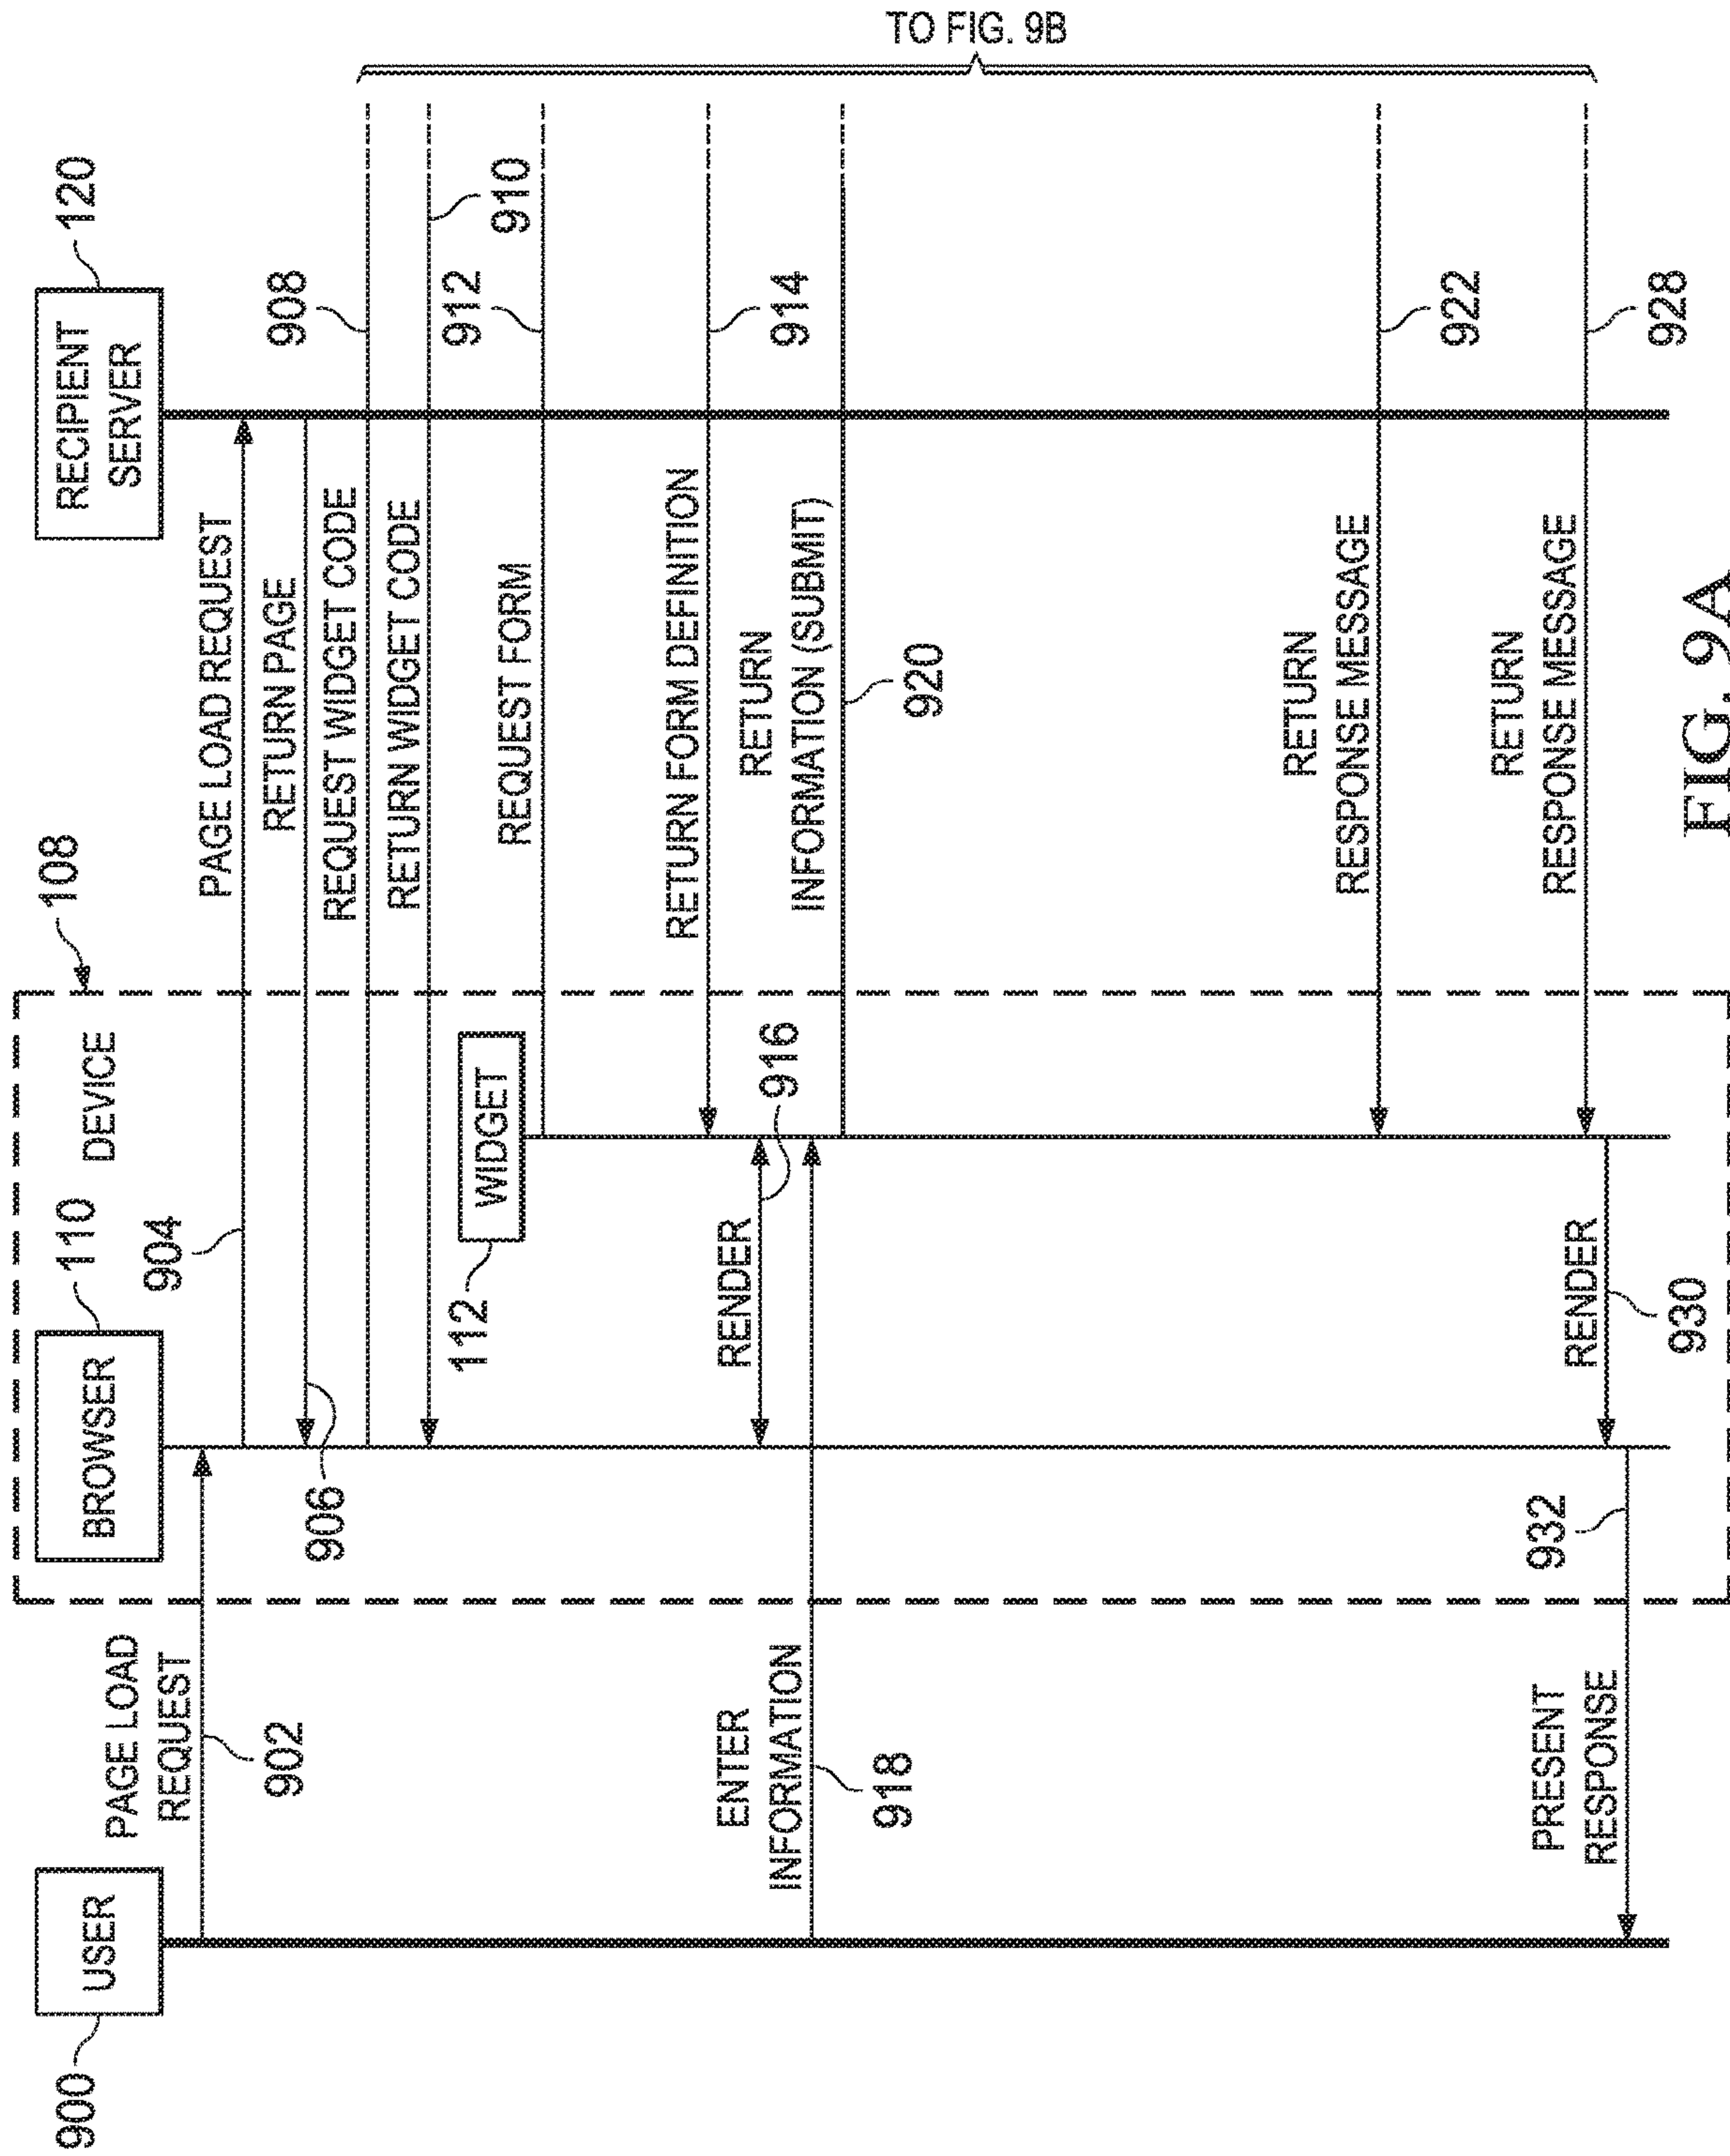 TO FIG. 9B
900
USER
110
BROWSER
DEVICE
108
RECIPIENT
SERVER
120
PAGE LOAD
REQUEST
902
904
PAGE LOAD REQUEST
906
RETURN PAGE
REQUEST WIDGET CODE
908
RETURN WIDGET CODE
910
112
WIDGET
REQUEST FORM
912
RETURN FORM DEFINITION
914
RENDER
916
ENTER
INFORMATION
918
RETURN
INFORMATION (SUBMIT)
920
RETURN
RESPONSE MESSAGE
922
RETURN
RESPONSE MESSAGE
928
RENDER
930
PRESENT
RESPONSE
932
FIG. 9A